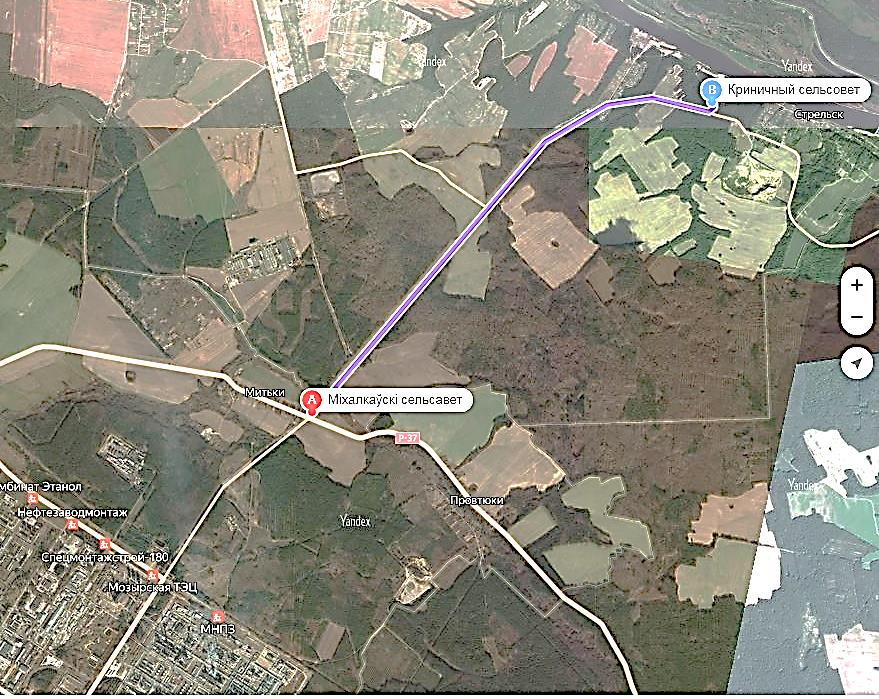 Yandex
Yandex
B
Криничный сельсовет
Стрельск
+
−
Митьки
A
Міхалкаўскі сельсавет
Р-37
мбинат Этанол
Провтюки
Yandex
Нефтезаводмонтаж
Yandex
Спецмонтажстрой-180
Мозырская ТЭЦ
МНПЗ